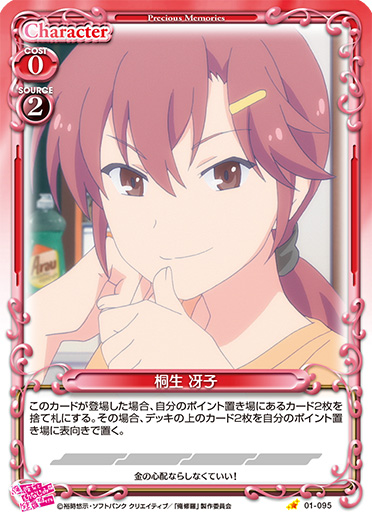 Precious Memories
Character
COST
0
SOURCE
2
Arau
桐生 冴子
このカードが登場した場合、自分のポイント置き場にあるカード2枚を
捨て札にする。その場合、デッキの上のカード2枚を自分のポイント置
き場に表向きで置く。
金の心配ならしなくていい!
©裕時悠示・ソフトバンク クリエイティブ/「俺修羅」製作委員会
01-095